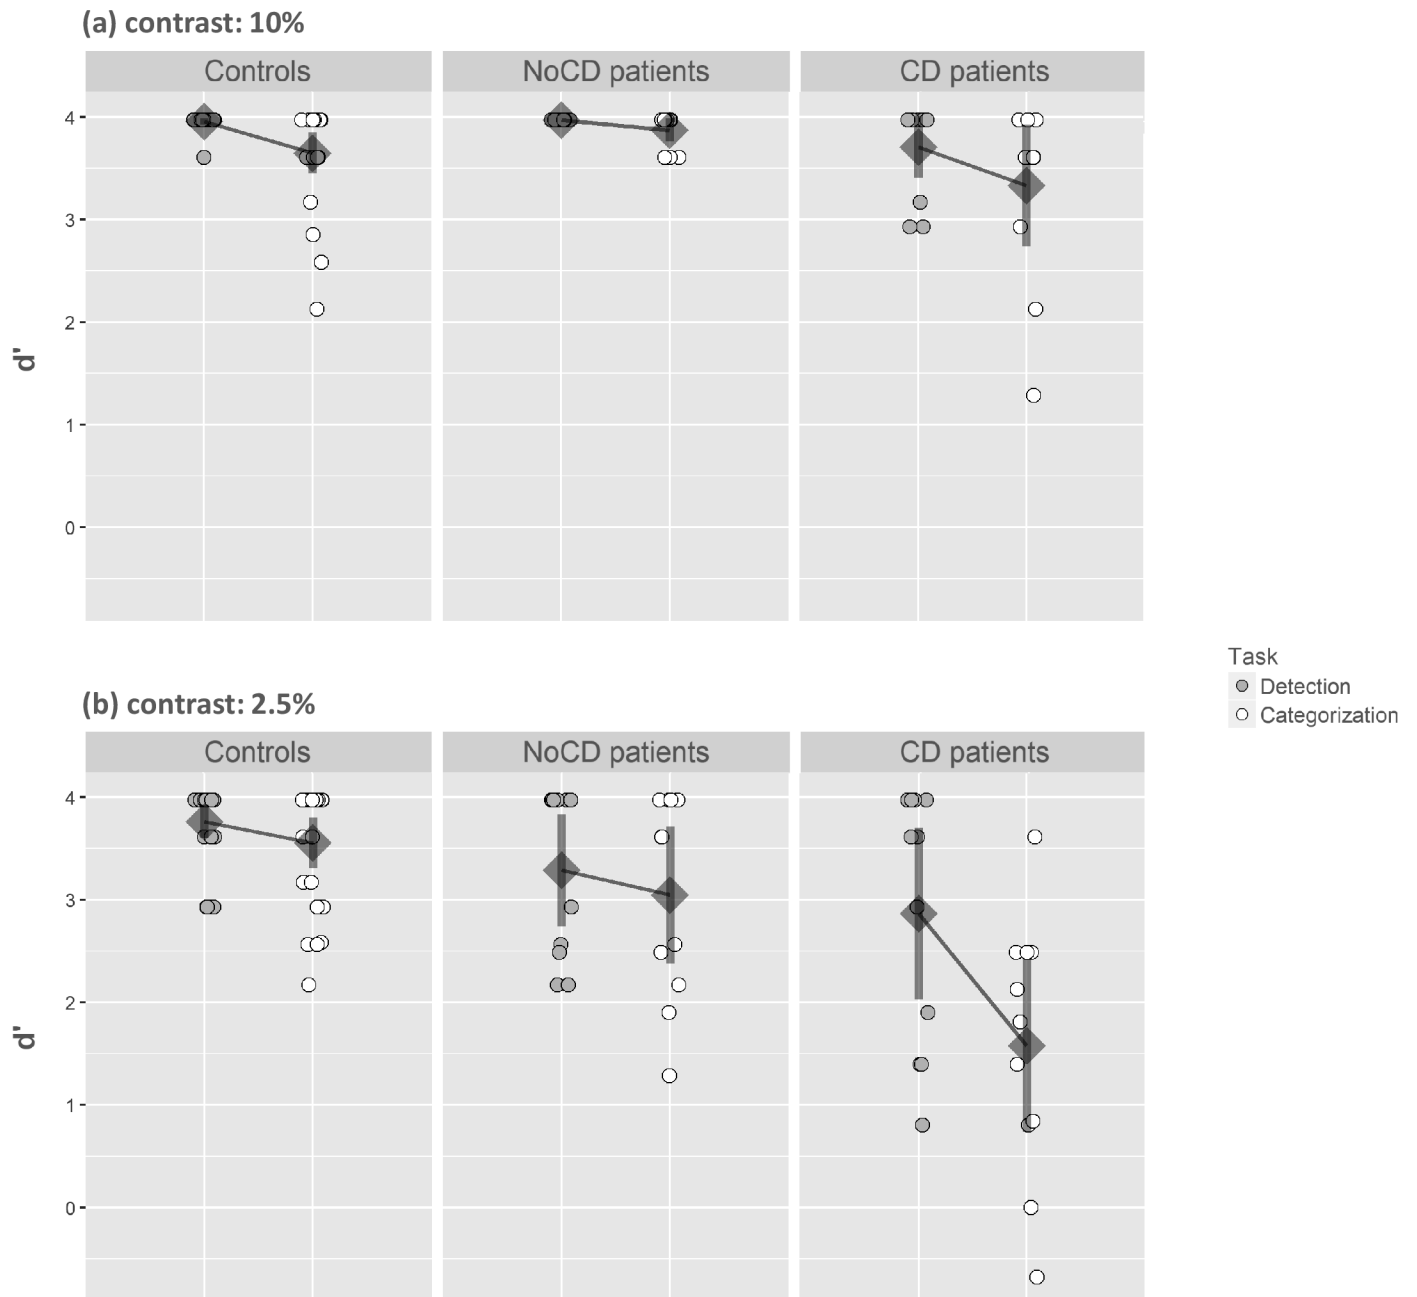 (a) contrast: 10%
Controls
NoCD patients
CD patients
4
3
2
1
0
d'
(b) contrast: 2.5%
Controls
NoCD patients
CD patients
4
3
2
1
0
d'
Task
Detection
Categorization